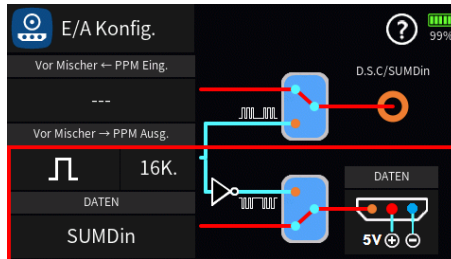 E/A Konfig.
?
99%
Vor Mischer ← PPM Eing.
D.S.C/SUMDin
---
Vor Mischer → PPM Ausg.
16K.
DATEN
DATEN
SUMDin
5V ⊕ ⊖